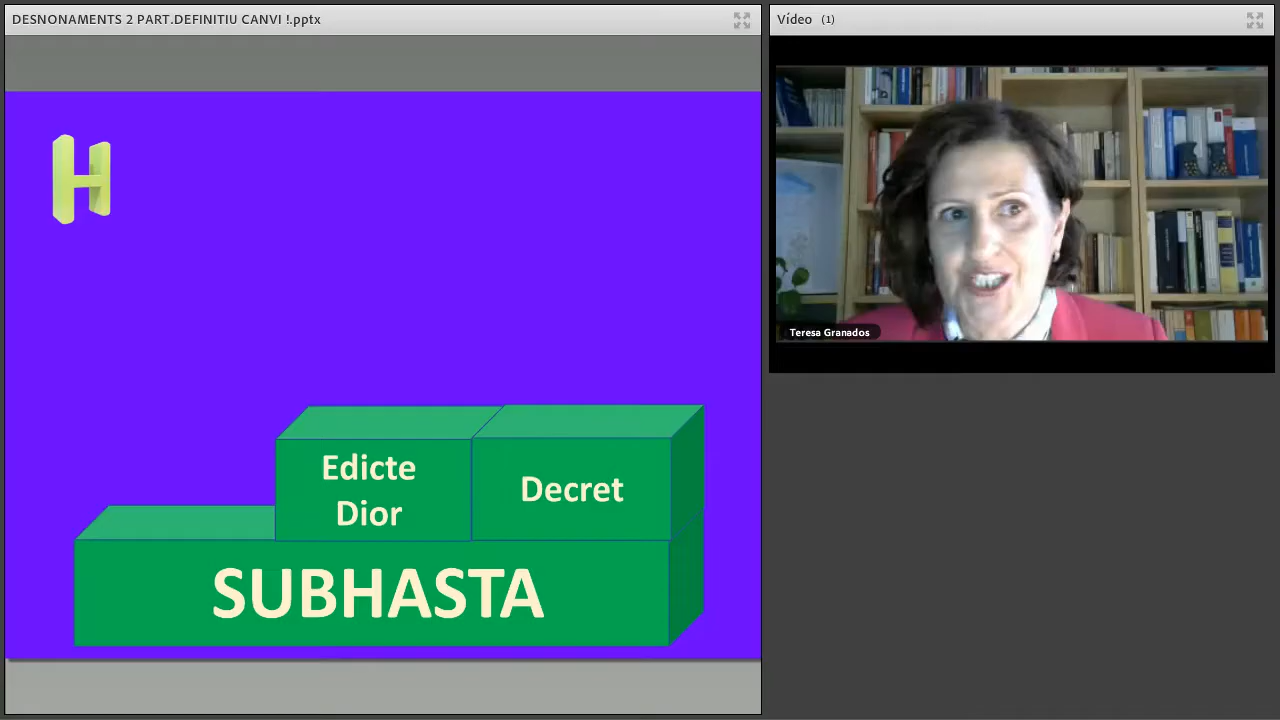 DESNONAMENTS 2 PART.DEFINITIU CANVI !.pptx
Vídeo (1)
H
Edicte
Dior
Decret
SUBHASTA
Teresa Granados